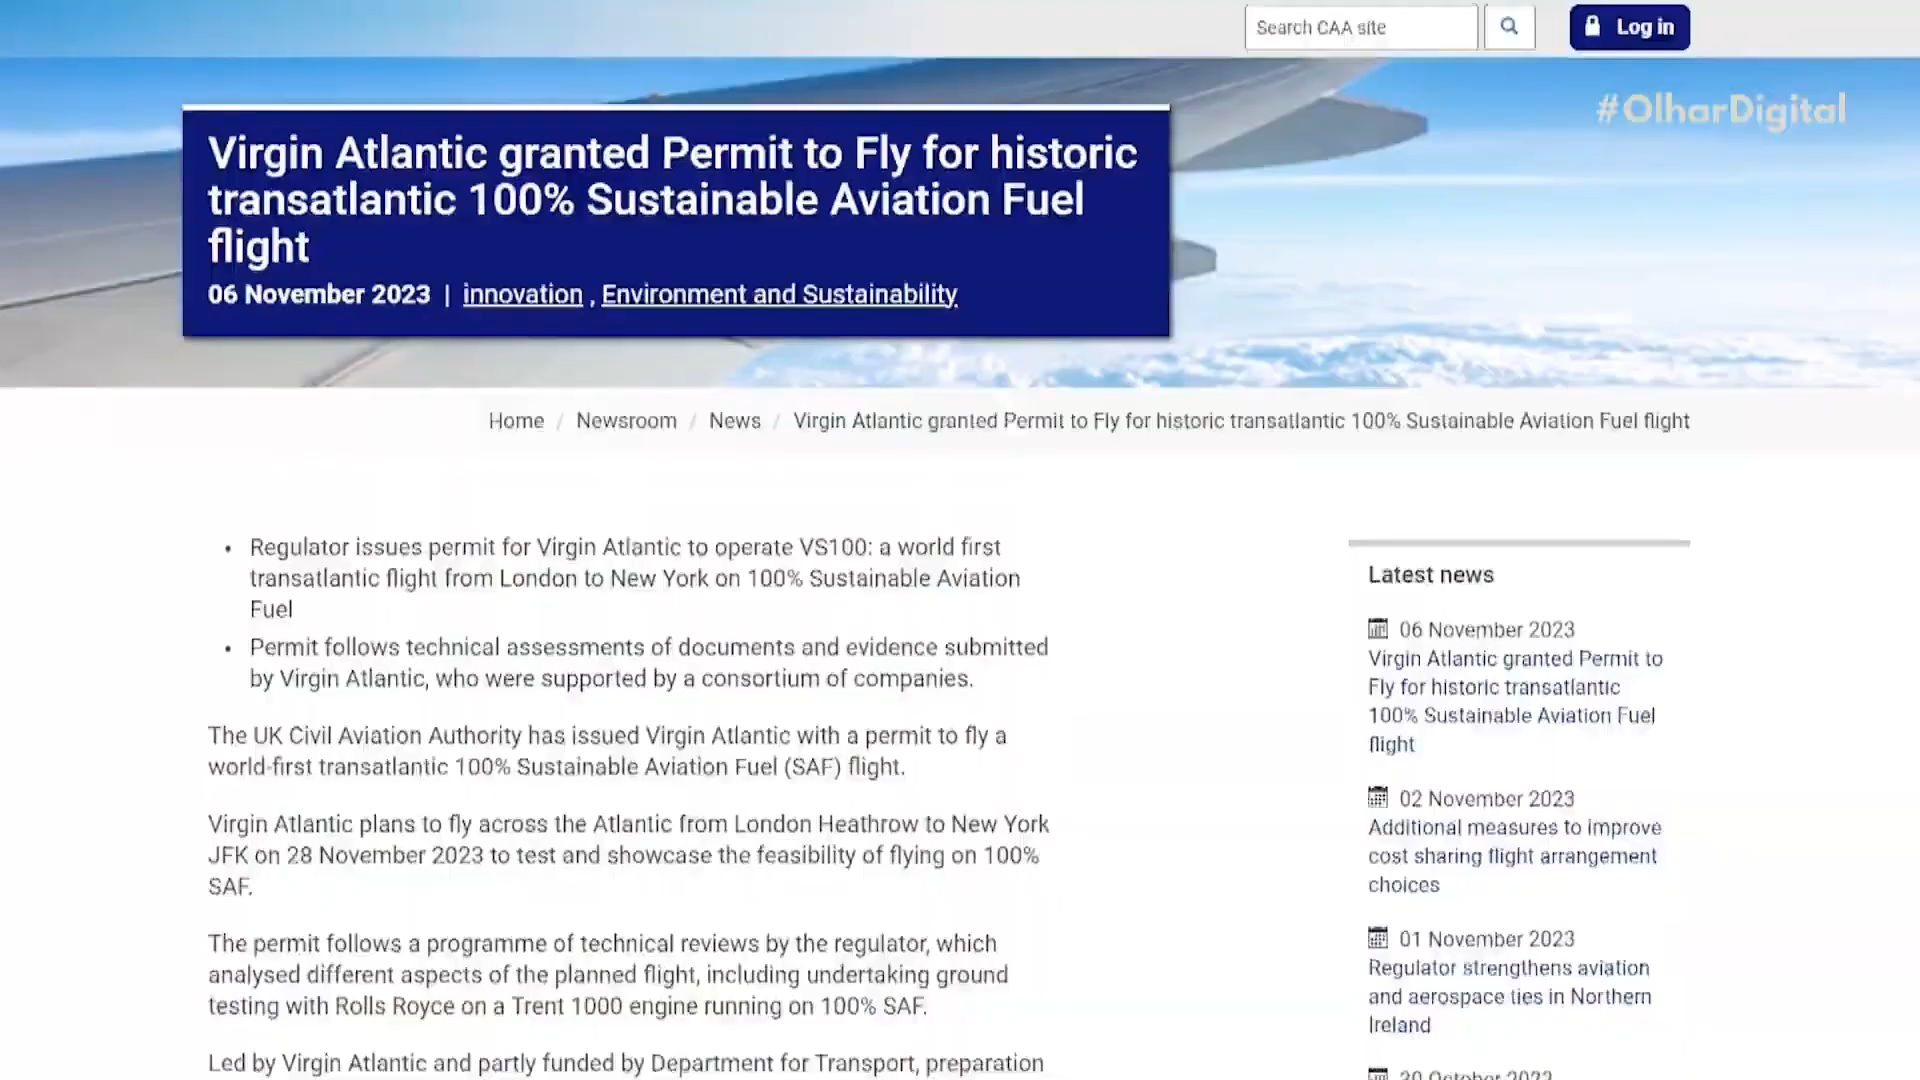 Search CAA site
Log in
#OlharDigital
Virgin Atlantic granted Permit to Fly for historic
transatlantic 100% Sustainable Aviation Fuel
flight
06 November 2023 | innovation , Environment and Sustainability
Home / Newsroom / News / Virgin Atlantic granted Permit to Fly for historic transatlantic 100% Sustainable Aviation Fuel flight
• Regulator issues permit for Virgin Atlantic to operate VS100: a world first
transatlantic flight from London to New York on 100% Sustainable Aviation
Fuel
• Permit follows technical assessments of documents and evidence submitted
by Virgin Atlantic, who were supported by a consortium of companies.
The UK Civil Aviation Authority has issued Virgin Atlantic with a permit to fly a
world-first transatlantic 100% Sustainable Aviation Fuel (SAF) flight.
Virgin Atlantic plans to fly across the Atlantic from London Heathrow to New York
JFK on 28 November 2023 to test and showcase the feasibility of flying on 100%
SAF.
The permit follows a programme of technical reviews by the regulator, which
analysed different aspects of the planned flight, including undertaking ground
testing with Rolls Royce on a Trent 1000 engine running on 100% SAF.
Led by Virgin Atlantic and partly funded by Department for Transport, preparation
Latest news
06 November 2023
Virgin Atlantic granted Permit to
Fly for historic transatlantic
100% Sustainable Aviation Fuel
flight
02 November 2023
Additional measures to improve
cost sharing flight arrangement
choices
01 November 2023
Regulator strengthens aviation
and aerospace ties in Northern
Ireland
30 October 2023